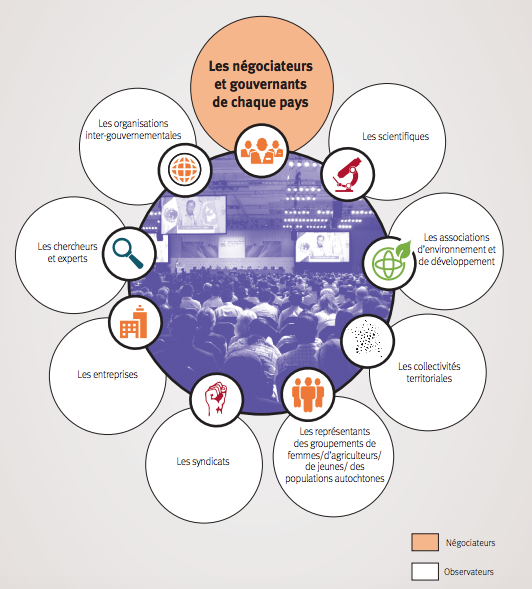 Les négociateurs
et gouvernants
de chaque pays
Les organisations
inter-gouvernementales
Les scientifiques
Les chercheurs
et experts
Les associations
d'environnement et
de développement
Les entreprises
Les collectivités
territoriales
Les syndicats
Les représentants
des groupements de
femmes/d'agriculteurs/
de jeunes/ des
populations autochtones
Négociateurs
Observateurs